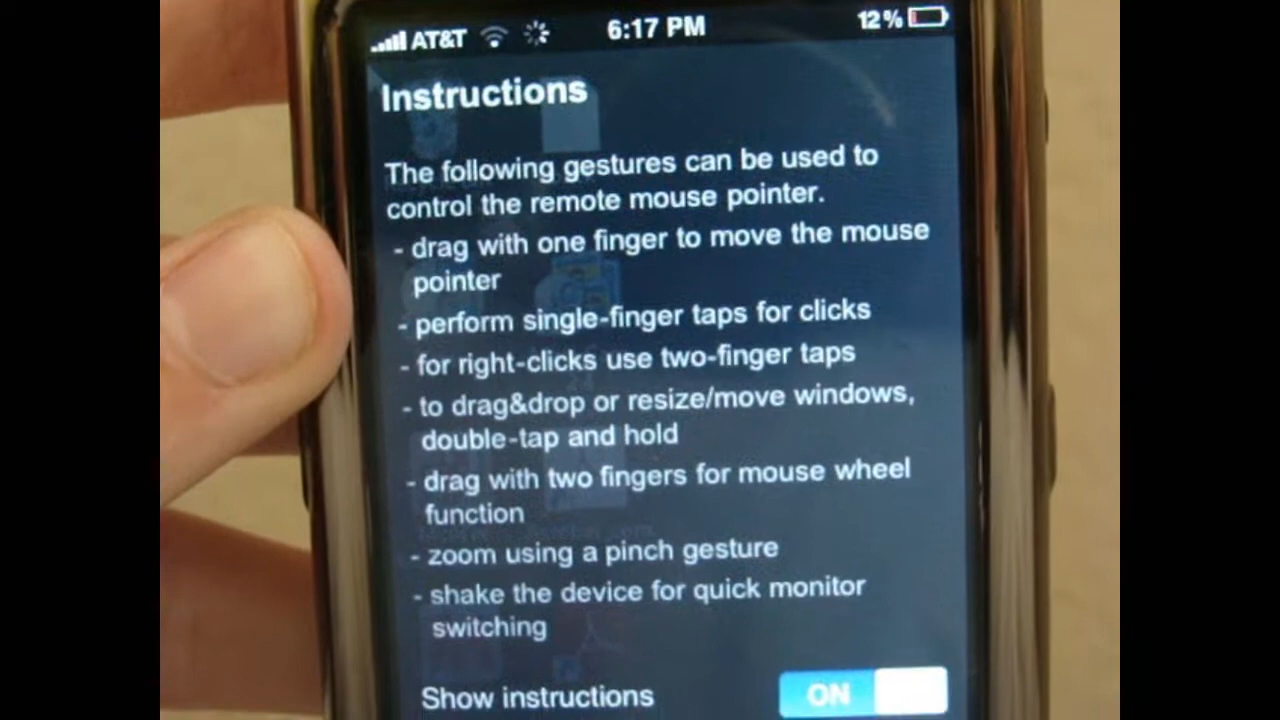 AT&T 6:17 PM 12%
Instructions
The following gestures can be used to
control the remote mouse pointer.
- drag with one finger to move the mouse
pointer
- perform single-finger taps for clicks
- for right-clicks use two-finger taps
- to drag&drop or resize/move windows,
double-tap and hold
- drag with two fingers for mouse wheel
function
- zoom using a pinch gesture
- shake the device for quick monitor
switching
Show instructions ON